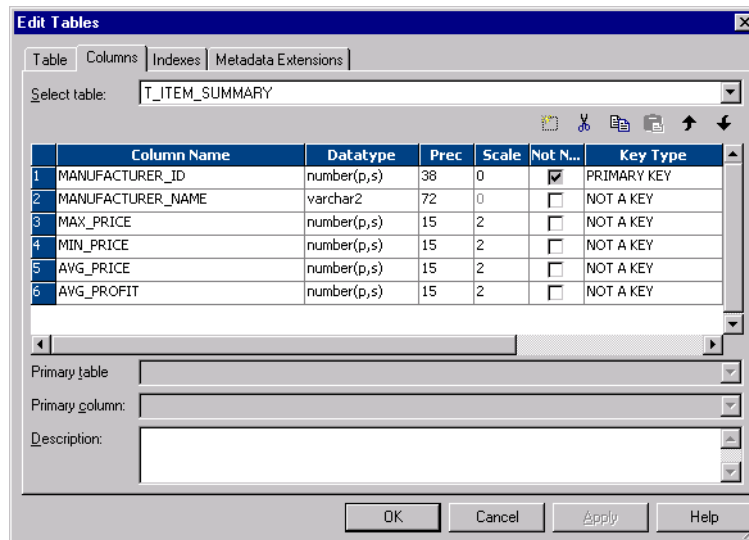 Edit Tables
Table Columns Indexes Metadata Extensions
Select table: T_ITEM_SUMMARY
Column Name Datatype Prec Scale Not N... Key Type
1 MANUFACTURER_ID number(p,s) 38 0 PRIMARY KEY
2 MANUFACTURER_NAME varchar2 72 0 NOT A KEY
3 MAX_PRICE number(p,s) 15 2 NOT A KEY
4 MIN_PRICE number(p,s) 15 2 NOT A KEY
5 AVG_PRICE number(p,s) 15 2 NOT A KEY
6 AVG_PROFIT number(p,s) 15 2 NOT A KEY
Primary table
Primary column:
Description:
OK Cancel Apply Help